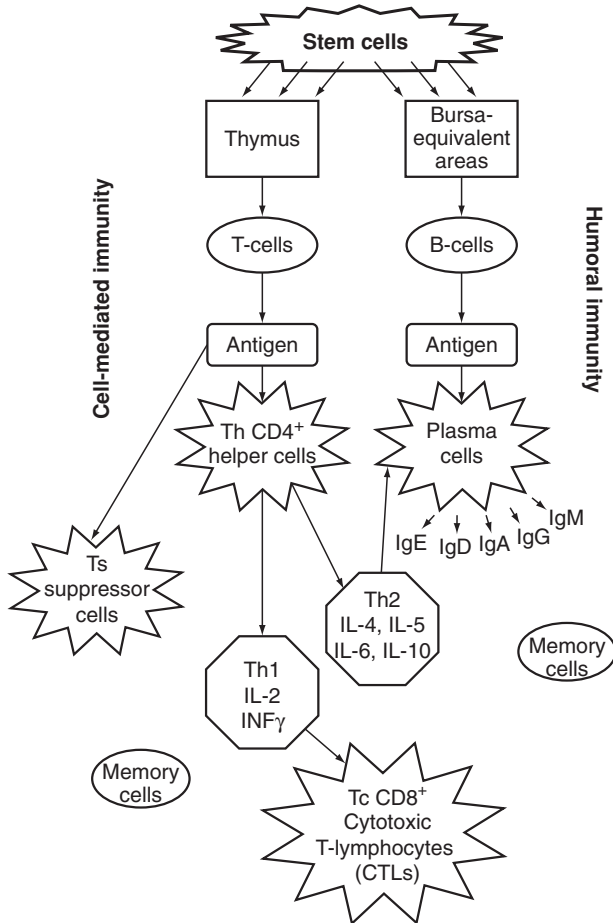 Stem cells
Thymus
Bursa-
equivalent
areas
Cell-mediated immunity
Humoral immunity
T-cells
B-cells
Antigen
Antigen
Th CD4⁺
helper cells
Plasma
cells
IgE
IgD
IgA
IgG
IgM
Ts
suppressor
cells
Th2
IL-4, IL-5
IL-6, IL-10
Memory
cells
Th1
IL-2
INFγ
Memory
cells
Tc CD8⁺
Cytotoxic
T-lymphocytes
(CTLs)